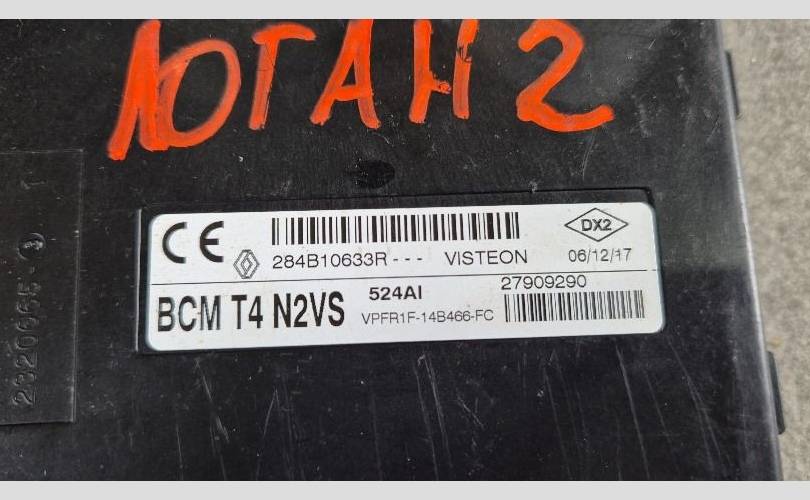 ЛОГАН 2
CE
DX2
284B10633R--- VISTEON 06/12/17
BCM T4 N2VS 524AI 27909290
VPFR1F-14B466-FC